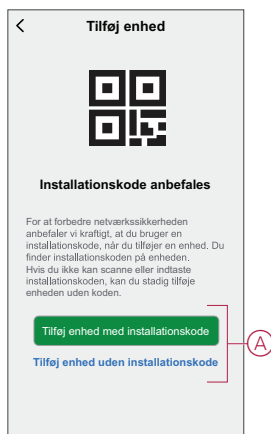 Tilføj enhed
Installationskode anbefales
For at forbedre netværkssikkerheden
anbefaler vi kraftigt, at du bruger en
installationskode, når du tilføjer en enhed. Du
finder installationskoden på enheden.
Hvis du ikke kan scanne eller indtaste
installationskoden, kan du stadig tilføje
enheden uden koden.
Tilføj enhed med installationskode
A
Tilføj enhed uden installationskode